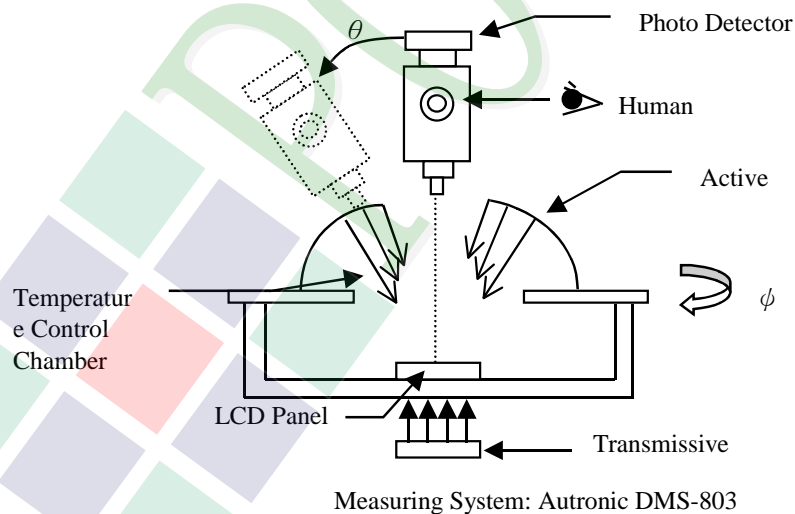 Photo Detector
θ
Human
Active
Temperatur
e Control
Chamber
ϕ
LCD Panel
Transmissive
Measuring System: Autronic DMS-803